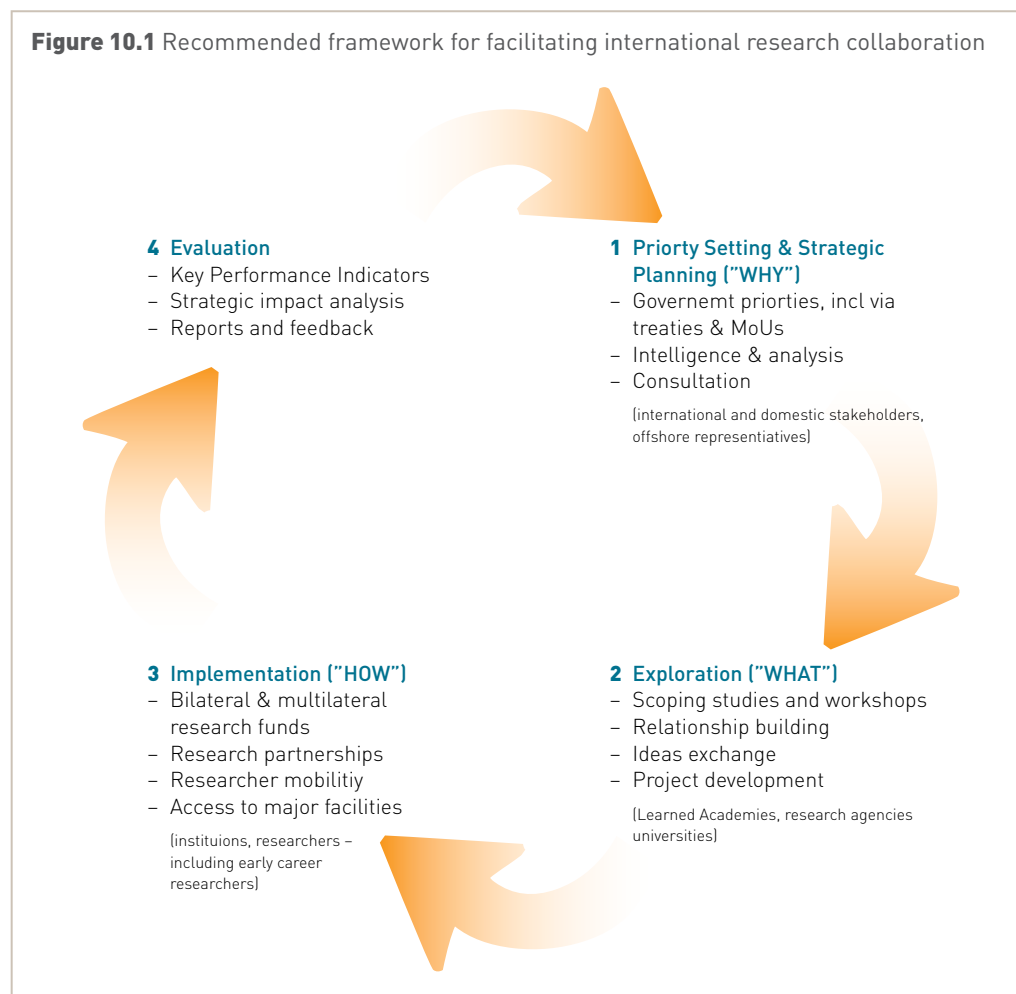 Figure 10.1 Recommended framework for facilitating international research collaboration
1 Priorty Setting & Strategic
Planning (”WHY”)
– Governemt priorties, incl via
treaties & MoUs
– Intelligence & analysis
– Consultation
(international and domestic stakeholders,
offshore representiatives)
2 Exploration (”WHAT”)
– Scoping studies and workshops
– Relationship building
– Ideas exchange
– Project development
(Learned Academies, research agencies
universities)
3 Implementation (”HOW”)
– Bilateral & multilateral
research funds
– Research partnerships
– Researcher mobilitiy
– Access to major facilities
(instituions, researchers –
including early career
researchers)
4 Evaluation
– Key Performance Indicators
– Strategic impact analysis
– Reports and feedback